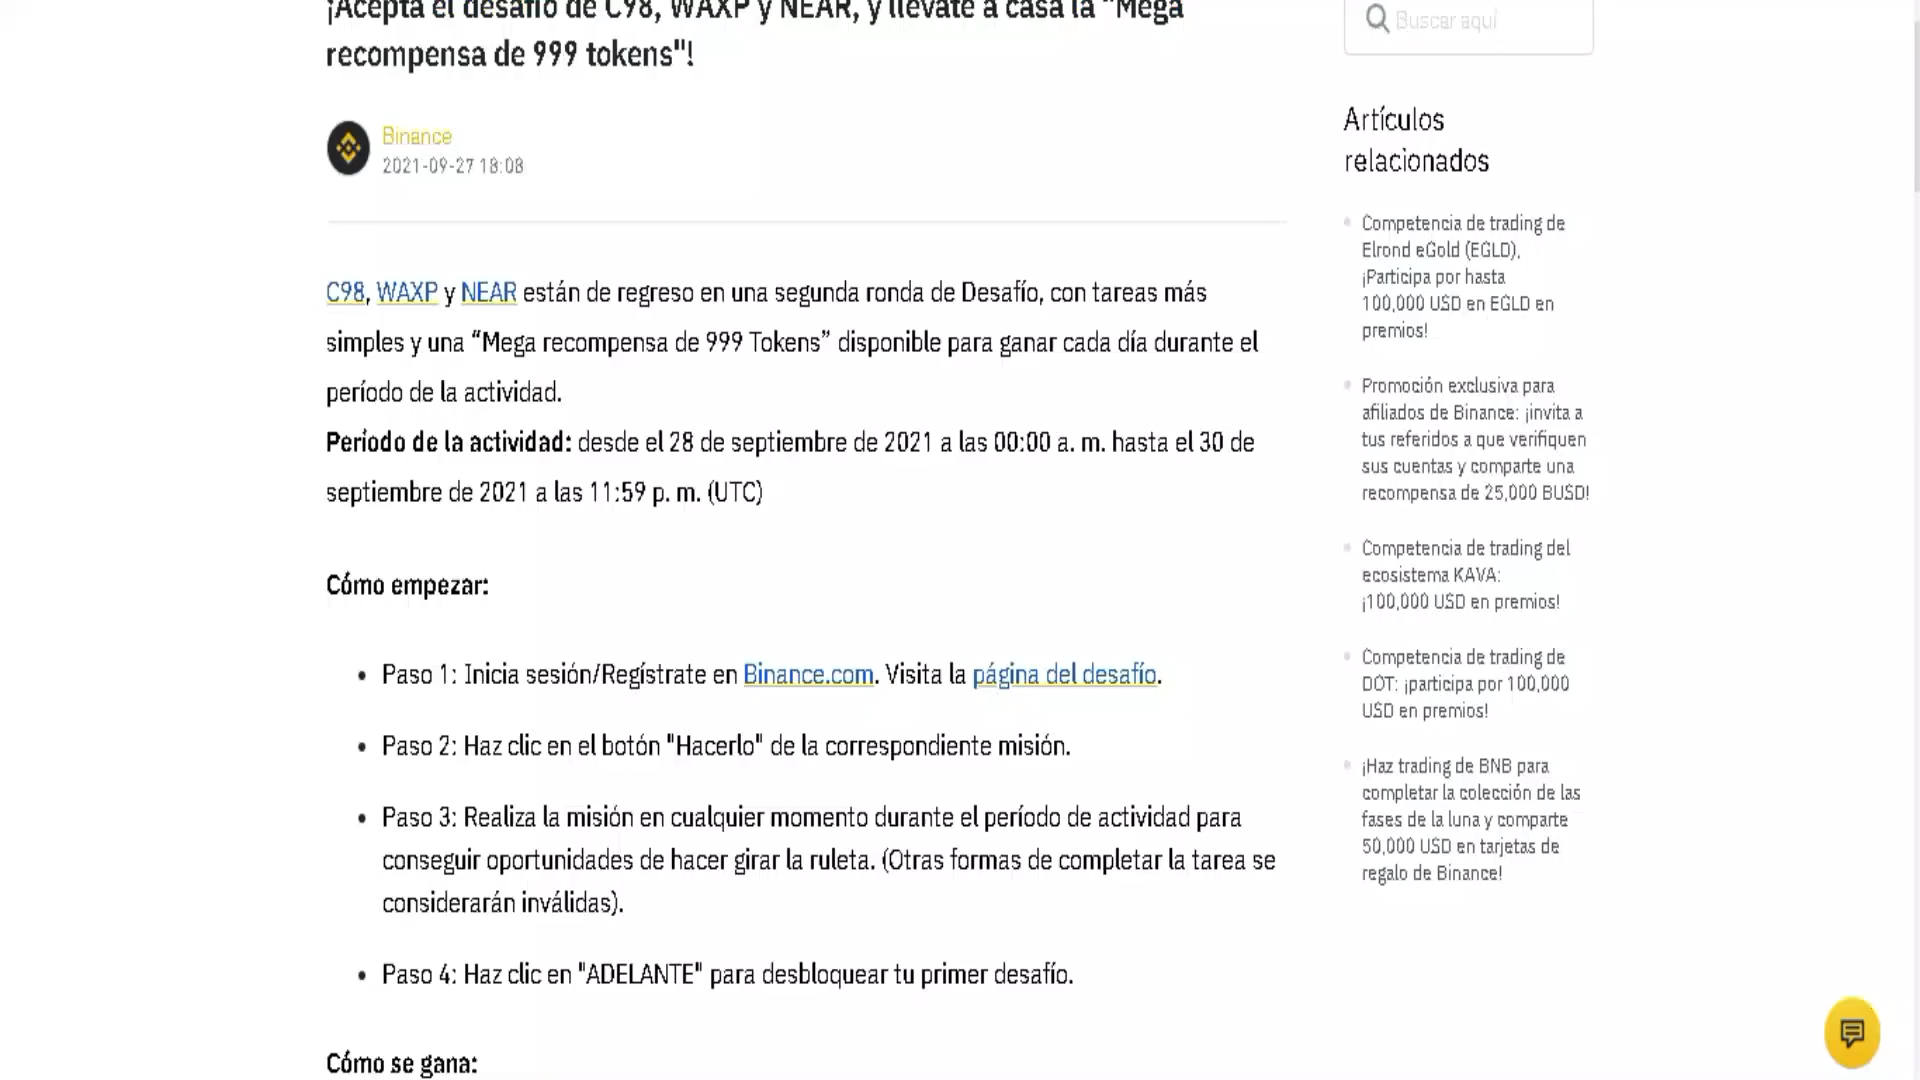 ¡Acepta el desafío de C98, WAXP y NEAR, y llévate a casa la "Mega
recompensa de 999 tokens"!
Binance
2021-09-27 18:08
C98, WAXP y NEAR están de regreso en una segunda ronda de Desafío, con tareas más
simples y una “Mega recompensa de 999 Tokens” disponible para ganar cada día durante el
período de la actividad.
Período de la actividad: desde el 28 de septiembre de 2021 a las 00:00 a. m. hasta el 30 de
septiembre de 2021 a las 11:59 p. m. (UTC)
Cómo empezar:
• Paso 1: Inicia sesión/Regístrate en Binance.com. Visita la página del desafío.
• Paso 2: Haz clic en el botón "Hacerlo" de la correspondiente misión.
• Paso 3: Realiza la misión en cualquier momento durante el período de actividad para
conseguir oportunidades de hacer girar la ruleta. (Otras formas de completar la tarea se
considerarán inválidas).
• Paso 4: Haz clic en "ADELANTE" para desbloquear tu primer desafío.
Cómo se gana:
Buscar aquí
Artículos
relacionados
Competencia de trading de
Elrond eGold (EGLD),
¡Participa por hasta
100,000 USD en EGLD en
premios!
Promoción exclusiva para
afiliados de Binance: ¡invita a
tus referidos a que verifiquen
sus cuentas y comparte una
recompensa de 25,000 BUSD!
Competencia de trading del
ecosistema KAVA:
¡100,000 USD en premios!
Competencia de trading de
DOT: ¡participa por 100,000
USD en premios!
¡Haz trading de BNB para
completar la colección de las
fases de la luna y comparte
50,000 USD en tarjetas de
regalo de Binance!